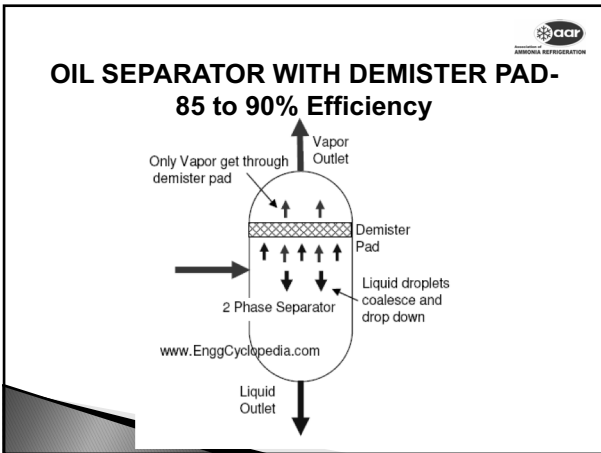 aar
Association of
AMMONIA REFRIGERATION
OIL SEPARATOR WITH DEMISTER PAD-
85 to 90% Efficiency
Vapor
Outlet
Only Vapor get through
demister pad
Demister
Pad
Liquid droplets
coalesce and
drop down
2 Phase Separator
www.EnggCyclopedia.com
Liquid
Outlet